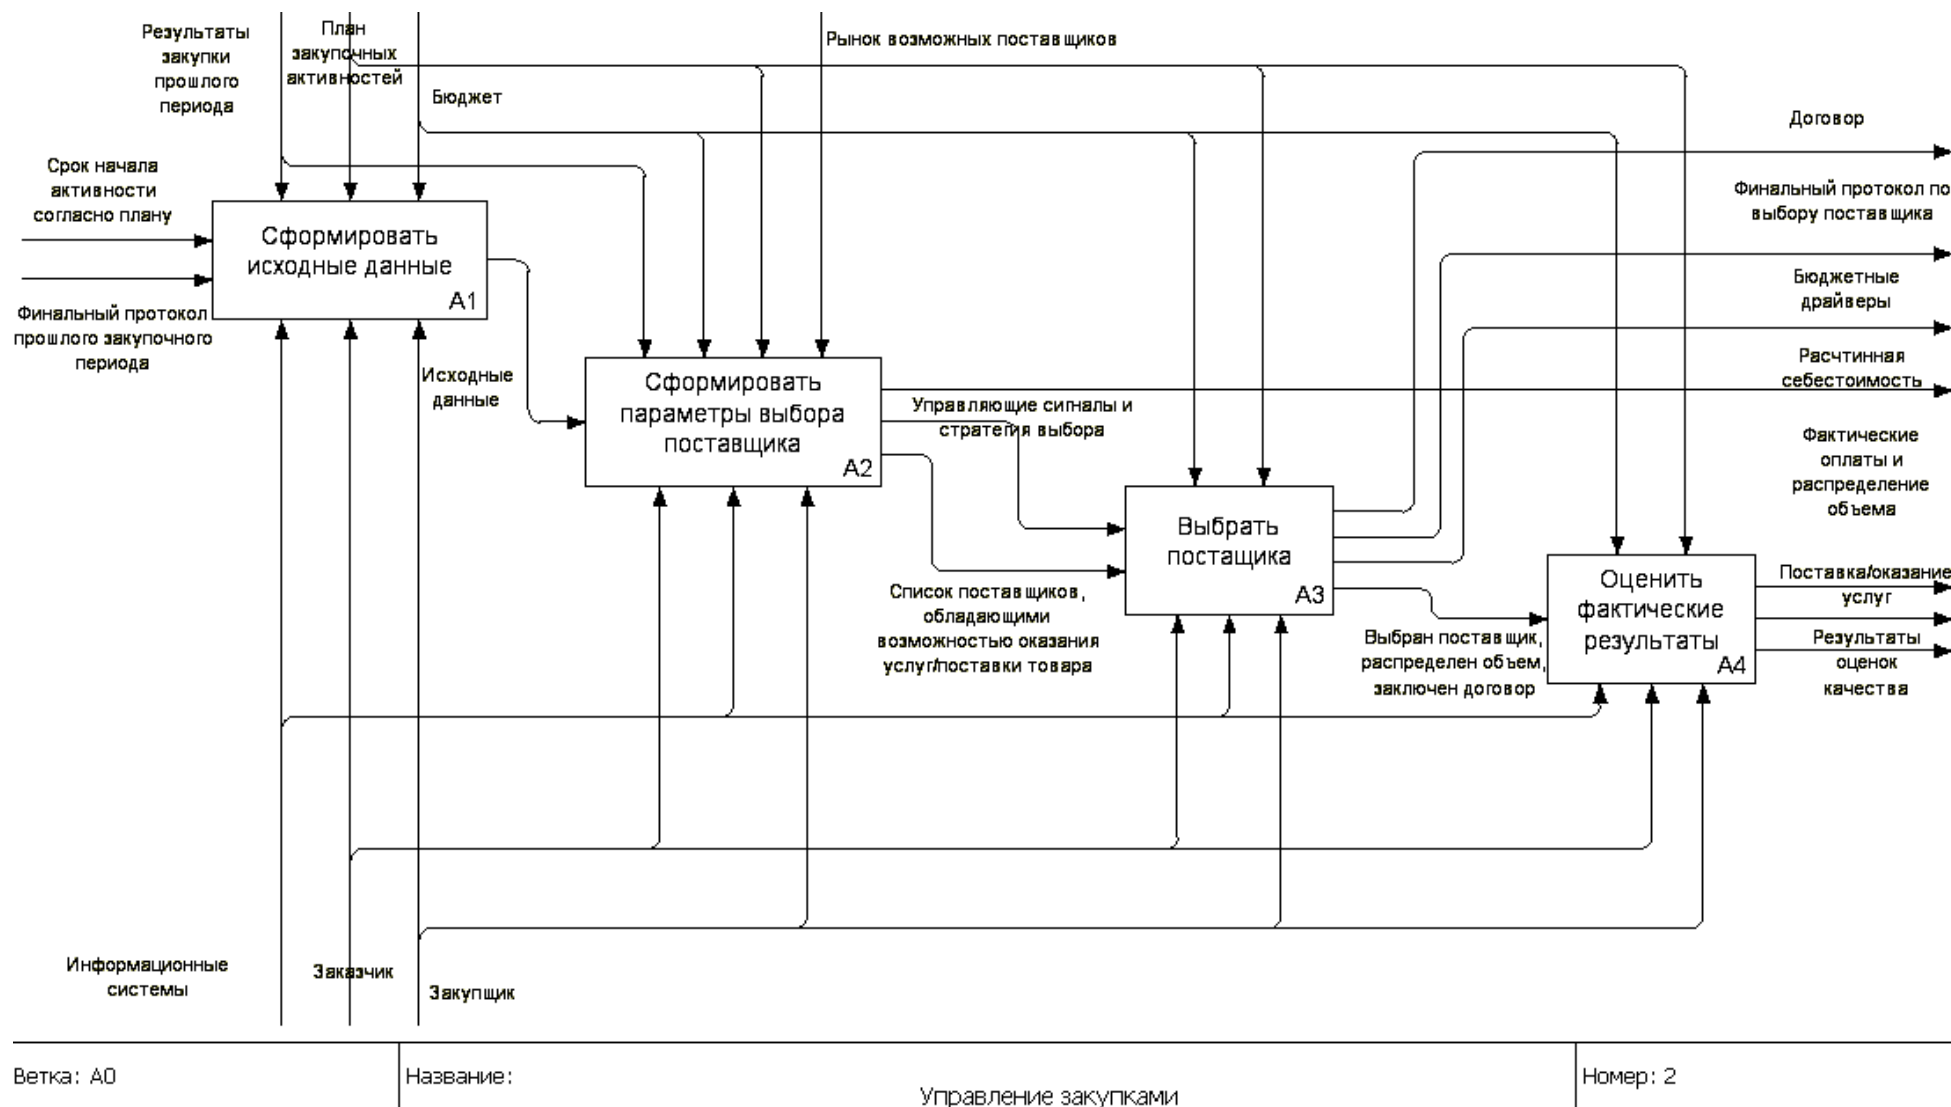 Результаты
закупки
прошлого
периода
План
закупочных
активностей
Бюджет
Рынок возможных поставщиков
Срок начала
активности
согласно плану
Финальный протокол
прошлого закупочного
периода
Сформировать
исходные данные
A1
Исходные
данные
Сформировать
параметры выбора
поставщика
A2
Управляющие сигналы и
стратегия выбора
Список поставщиков,
обладающими
возможностью оказания
услуг/поставки товара
Выбрать
постащика
A3
Выбран поставщик,
распределен объем,
заключен договор
Оценить
фактические
результаты
A4
Договор
Финальный протокол по
выбору поставщика
Бюджетные
драйверы
Расчтинная
себестоимость
Фактические
оплаты и
распределение
объема
Поставка/оказание
услуг
Результаты
оценок
качества
Информационные
системы
Заказчик
Закупщик
Ветка: A0
Название:
Управление закупками
Номер: 2